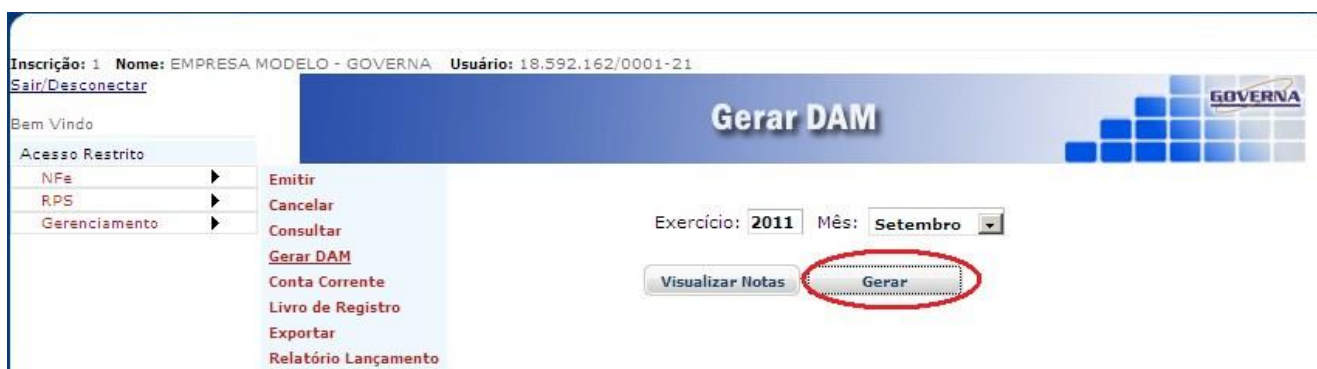 Inscrição: 1 Nome: EMPRESA MODELO - GOVERNA Usuário: 18.592.162/0001-21
Sair/Desconectar
Bem Vindo
Acesso Restrito
NFe
RPS
Gerenciamento
Emitir
Cancelar
Consultar
Gerar DAM
Conta Corrente
Livro de Registro
Exportar
Relatório Lançamento
Gerar DAM
GOVERNA
Exercício: 2011 Mês: Setembro
Visualizar Notas Gerar